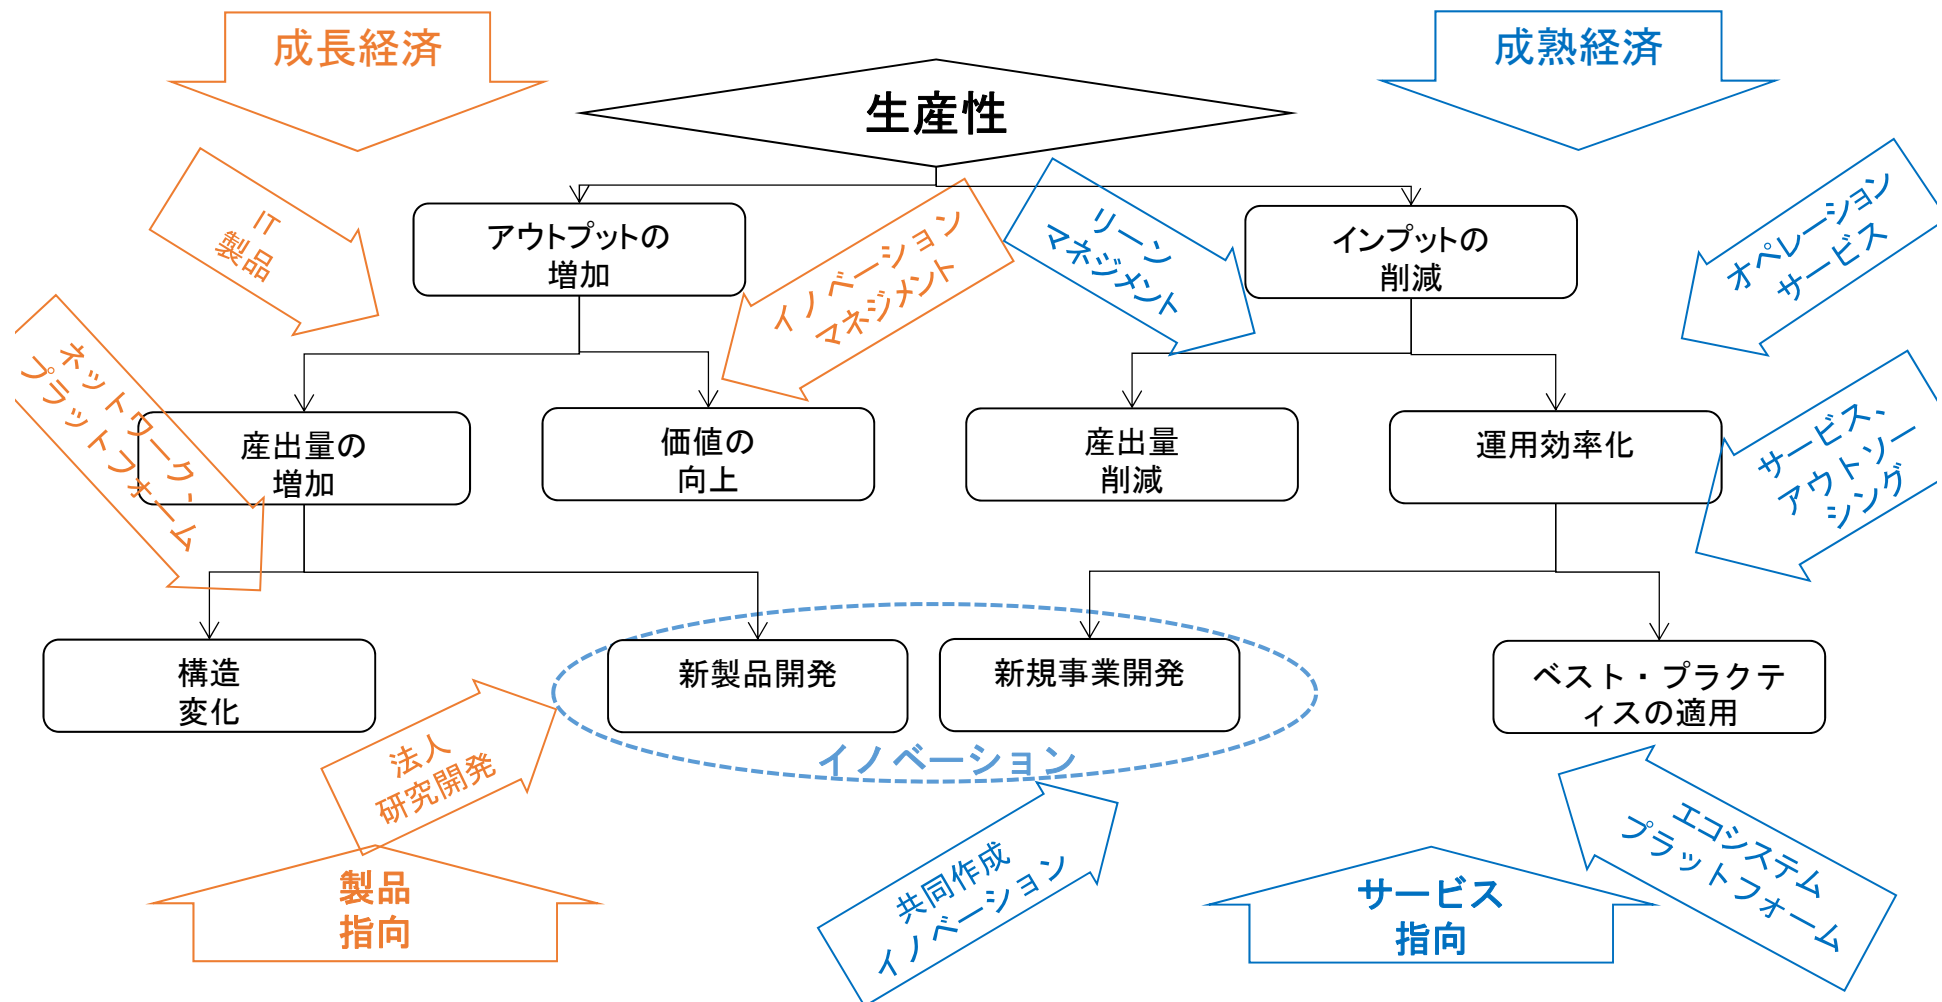 成長経済
成熟経済
生産性
IT
製品
アウトプットの
増加
イノベーション
マネジメント
リーン
マネジメント
インプットの
削減
オペレーション
サービス
ネットワーク、
プラットフォーム
産出量の
増加
価値の
向上
産出量
削減
運用効率化
サービス、
アウトソー
シング
構造
変化
新製品開発
新規事業開発
ベスト・プラクテ
ィスの適用
イノベーション
法人
研究開発
製品
指向
共同作成
イノベーション
サービス
指向
エコシステム
プラットフォーム